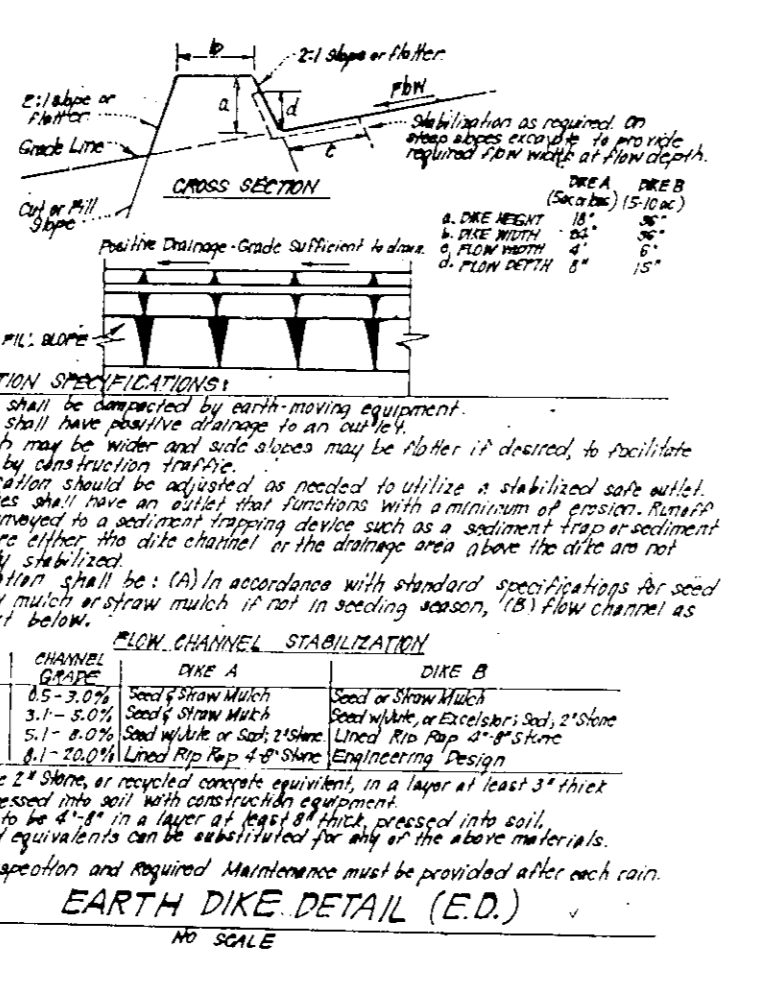 b
2:1 Slope or flatter
Flow
2:1 slope or
flatter
a
d
Stabilization as required. On
steep slopes excavate to provide
required flow width at flow depth.
Grade Line
c
CROSS SECTION
Cut or Fill
Slope
DIKE A DIKE B
(5ac or less) (5-10 ac)
a. DIKE HEIGHT 18" 36"
b. DIKE WIDTH 24" 36"
c. FLOW WIDTH 4' 6'
d. FLOW DEPTH 8" 15"
Positive Drainage - Grade Sufficient to drain
FILL SLOPE
TION SPECIFICATIONS:
shall be compacted by earth-moving equipment.
shall have positive drainage to an outlet.
h may be wider and side slopes may be flatter if desired, to facilitate
by construction traffic.
cation should be adjusted as needed to utilize a stabilized safe outlet.
es shall have an outlet that functions with a minimum of erosion. Runoff
nveyed to a sediment trapping device such as a sediment trap or sediment
re either the dike channel or the drainage area above the dike are not
ly stabilized.
ation shall be: (A) In accordance with standard specifications for seed
mulch or straw mulch if not in seeding season, (B) flow channel as
t below.
FLOW CHANNEL STABILIZATION
CHANNEL
GRADE DIKE A DIKE B
0.5-3.0% Seed & Straw Mulch Seed or Straw Mulch
3.1-5.0% Seed & Straw Mulch Seed w/Jute, or Excelsior; Sod; 2" Stone
5.1-8.0% Seed w/Jute or Sod; 2" Stone Lined Rip Rap 4"-8" Stone
8.1-20.0% Lined Rip Rap 4-8" Stone Engineering Design
e 2" Stone, or recycled concrete equivilent, in a layer at least 3" thick
essed into soil with construction equipment.
to be 4"-8" in a layer at least 8" thick, pressed into soil.
d equivalents can be substituted for any of the above materials.
spection and Required Maintenance must be provided after each rain.
EARTH DIKE DETAIL (E.D.)
NO SCALE